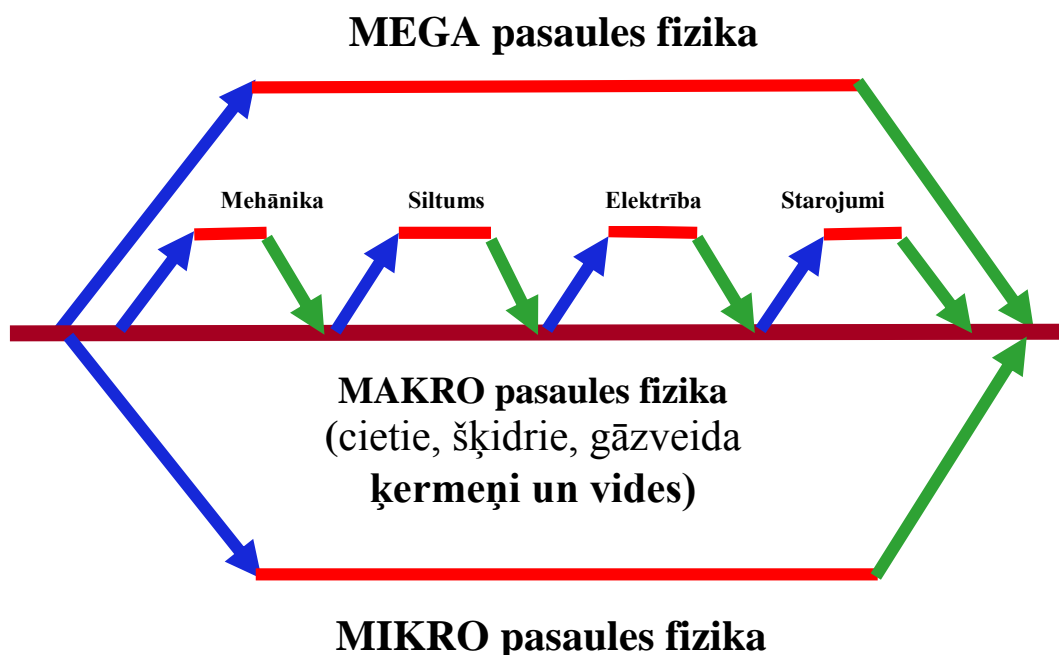 MEGA pasaules fizika
Mehānika Siltums Elektrība Starojumi
MAKRO pasaules fizika
(cietie, šķidrie, gāzveida
ķermeņi un vides)
MIKRO pasaules fizika